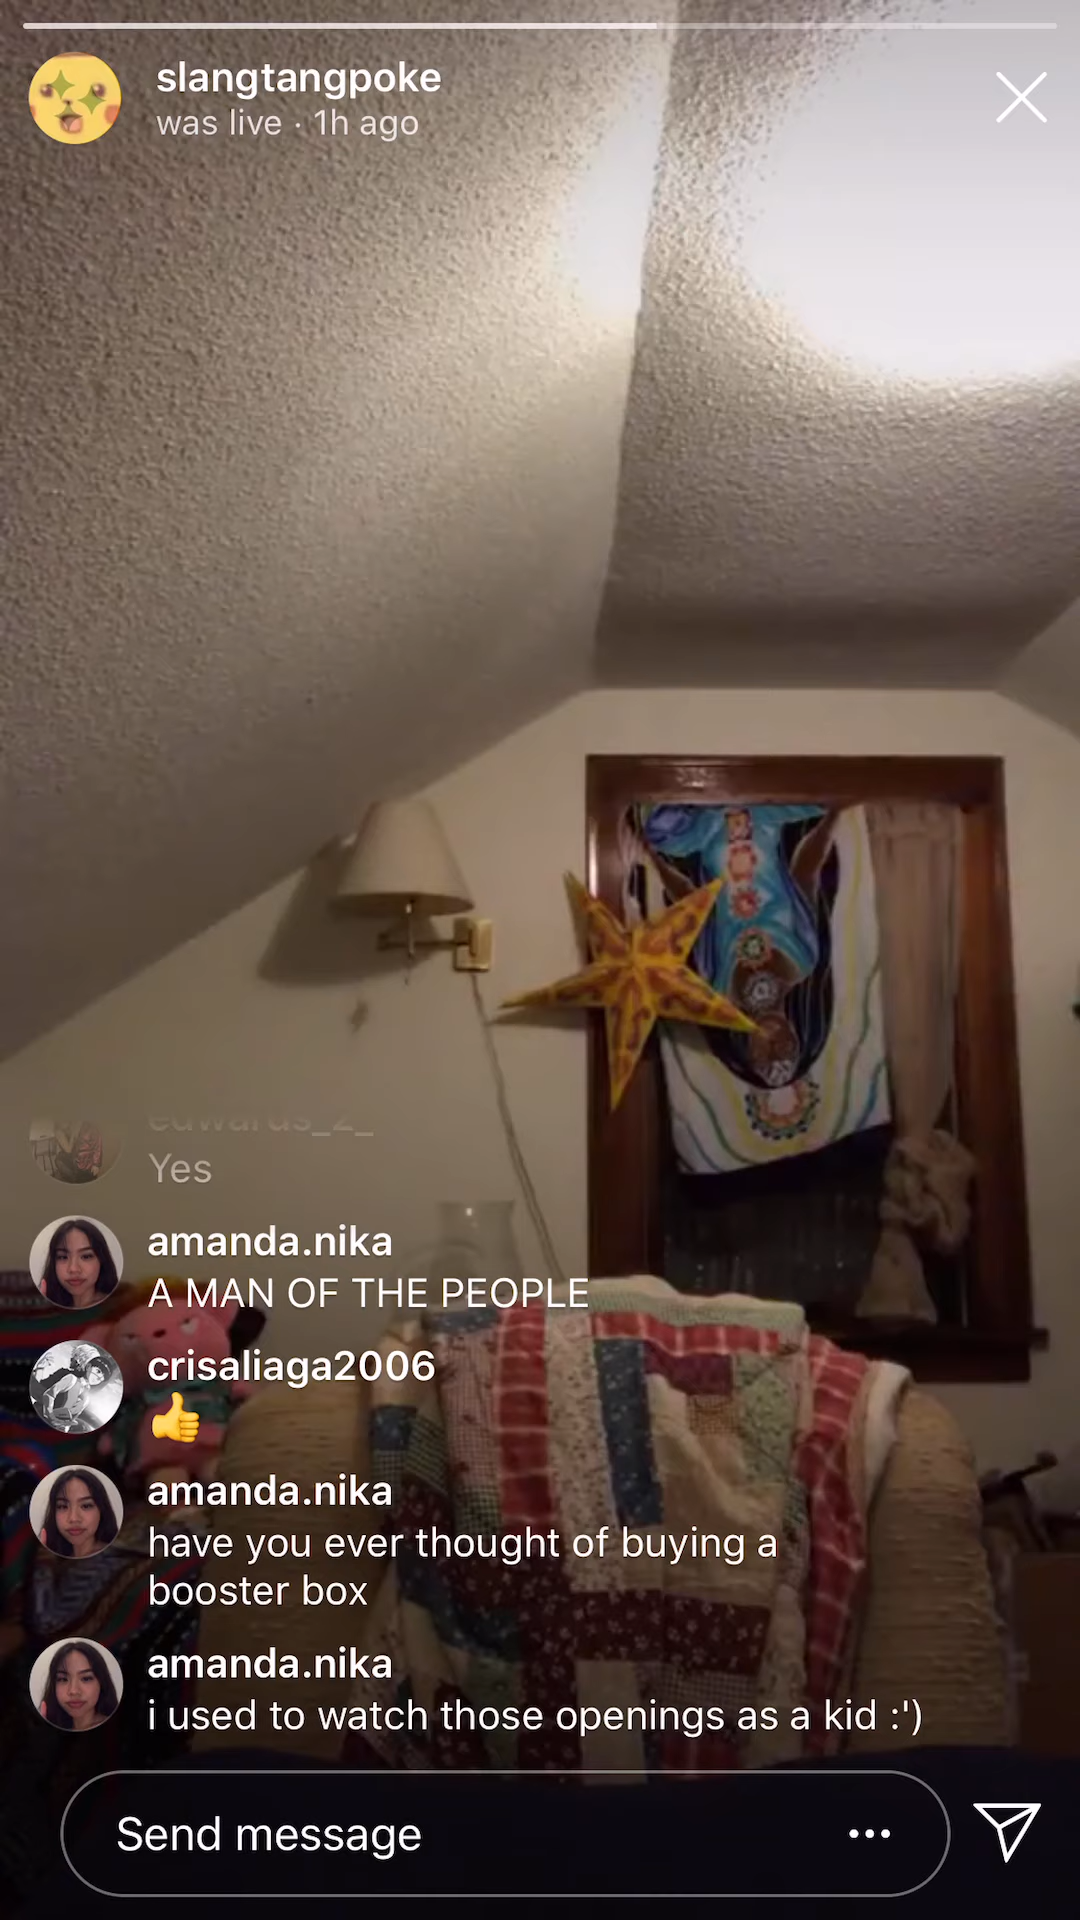 slangtangpoke
was live · 1h ago
edwards_2_
Yes
amanda.nika
A MAN OF THE PEOPLE
crisaliaga2006
👍
amanda.nika
have you ever thought of buying a
booster box
amanda.nika
i used to watch those openings as a kid :')
Send message